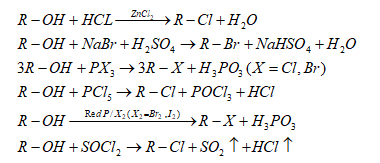 R-OH + HCL —ZnCl₂→ R-Cl + H₂O
R-OH + NaBr + H₂SO₄ → R-Br + NaHSO₄ + H₂O
3R-OH + PX₃ → 3R-X + H₃PO₃ (X = Cl, Br)
R-OH + PCl₅ → R-Cl + POCl₃ + HCl
R-OH —Red P/X₂(X₂=Br₂,I₂)→ R-X + H₃PO₃
R-OH + SOCl₂ → R-Cl + SO₂ ↑ +HCl ↑